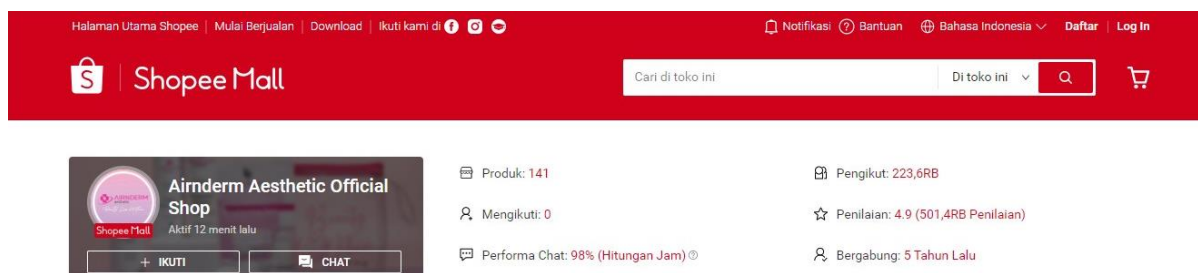 Halaman Utama Shopee | Mulai Berjualan | Download | Ikuti kami di
Notifikasi ? Bantuan Bahasa Indonesia Daftar | Log In
S | Shopee Mall
Cari di toko ini
Di toko ini
AIRNDERM
Shopee Mall
Airnderm Aesthetic Official
Shop
Aktif 12 menit lalu
+ IKUTI
CHAT
Produk: 141
Mengikuti: 0
Performa Chat: 98% (Hitungan Jam) ?
Pengikut: 223,6RB
Penilaian: 4.9 (501,4RB Penilaian)
Bergabung: 5 Tahun Lalu